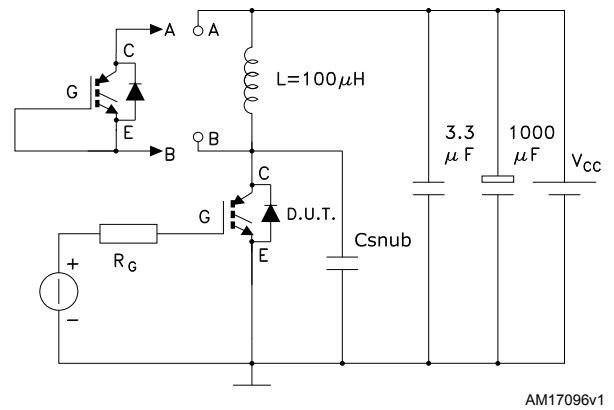 A
A
C
G
L=100μH
E
B
B
3.3
μF
1000
μF
VCC
C
G
D.U.T.
E
Csnub
RG
+
−
AM17096v1